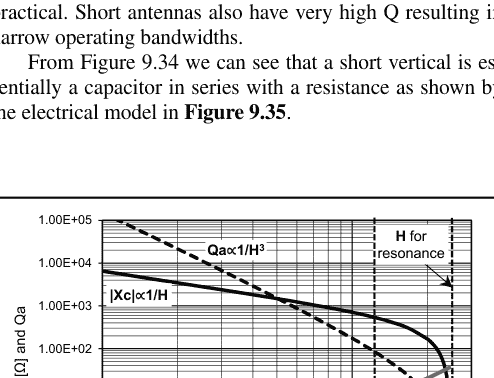 practical. Short antennas also have very high Q resulting in
narrow operating bandwidths.
From Figure 9.34 we can see that a short vertical is es-
sentially a capacitor in series with a resistance as shown by
the electrical model in Figure 9.35.
1.00E+05
1.00E+04
1.00E+03
1.00E+02
[Ω] and Qa
Qa∝1/H³
|Xc|∝1/H
H for
resonance